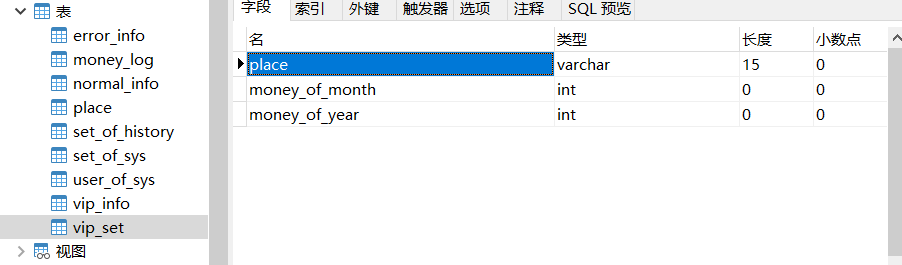 表
error_info
money_log
normal_info
place
set_of_history
set_of_sys
user_of_sys
vip_info
vip_set
视图
字段 索引 外键 触发器 选项 注释 SQL 预览
名 类型 长度 小数点
place varchar 15 0
money_of_month int 0 0
money_of_year int 0 0